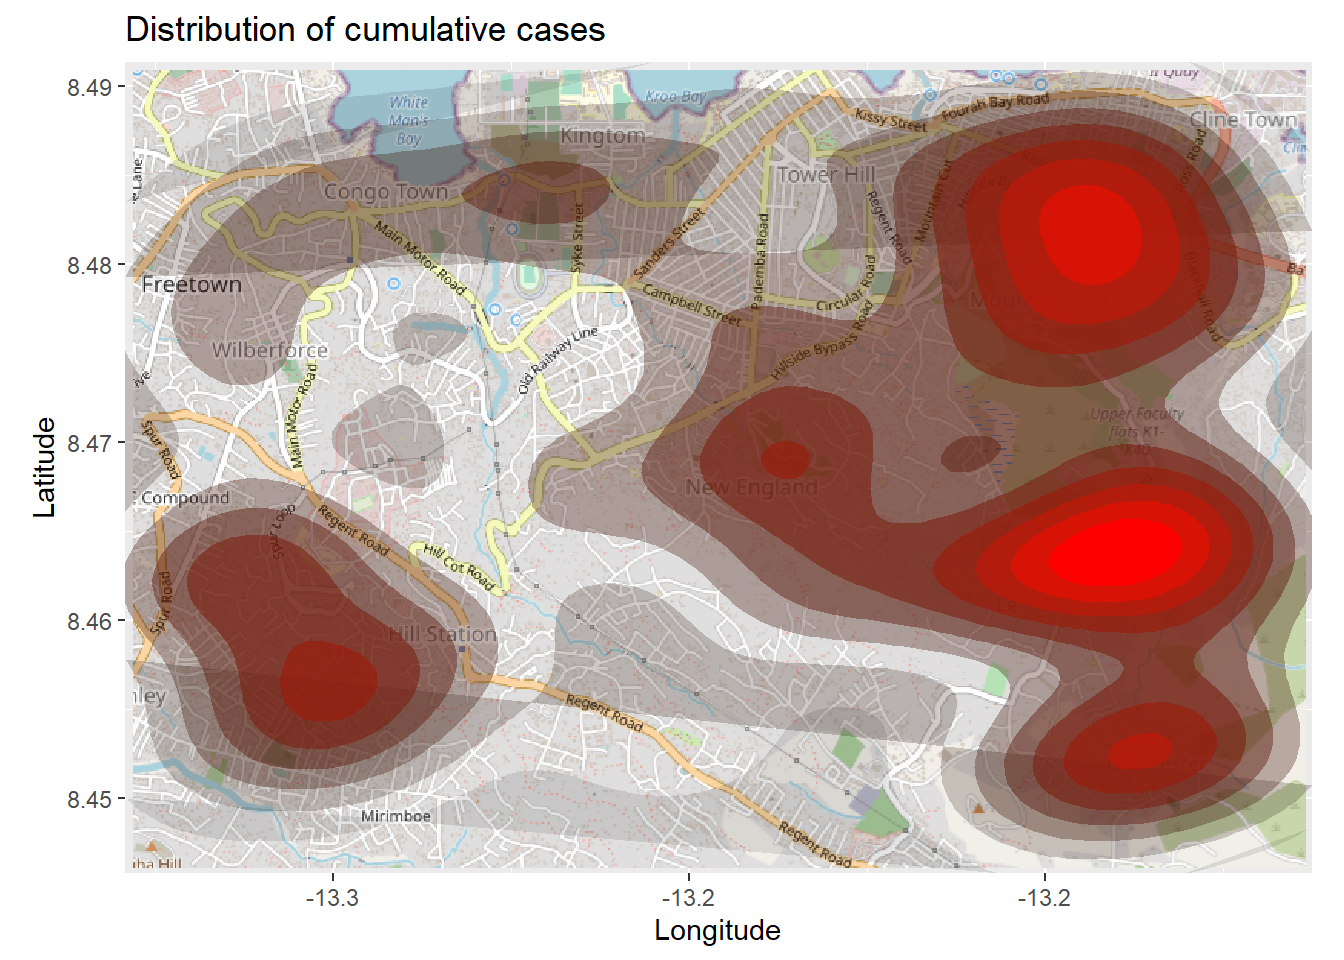 Distribution of cumulative cases
8.49
8.48
8.47
8.46
8.45
Latitude
White
Man's
Bay
Kroo Bay
Kingtom
Congo Town
Tower Hill
Kissy Street
Fourah Bay Road
Quay
Cline Town
Ross Road
Mountain Cut
Regent Road
Main Motor Road
Syke Street
Sanders Street
Pademba Road
Freetown
Campbell Street
Circular Road
Hillside Bypass Road
Wilberforce
Old Railway Line
Main Motor Road
Upper Faculty
flats K1-
K40
Spur Road
Compound
New England
Spur Loop
Regent Road
Hill Cot Road
Spur Road
Hill Station
Regent Road
Mirimboe
Regent Road
-13.3
-13.2
-13.2
Longitude